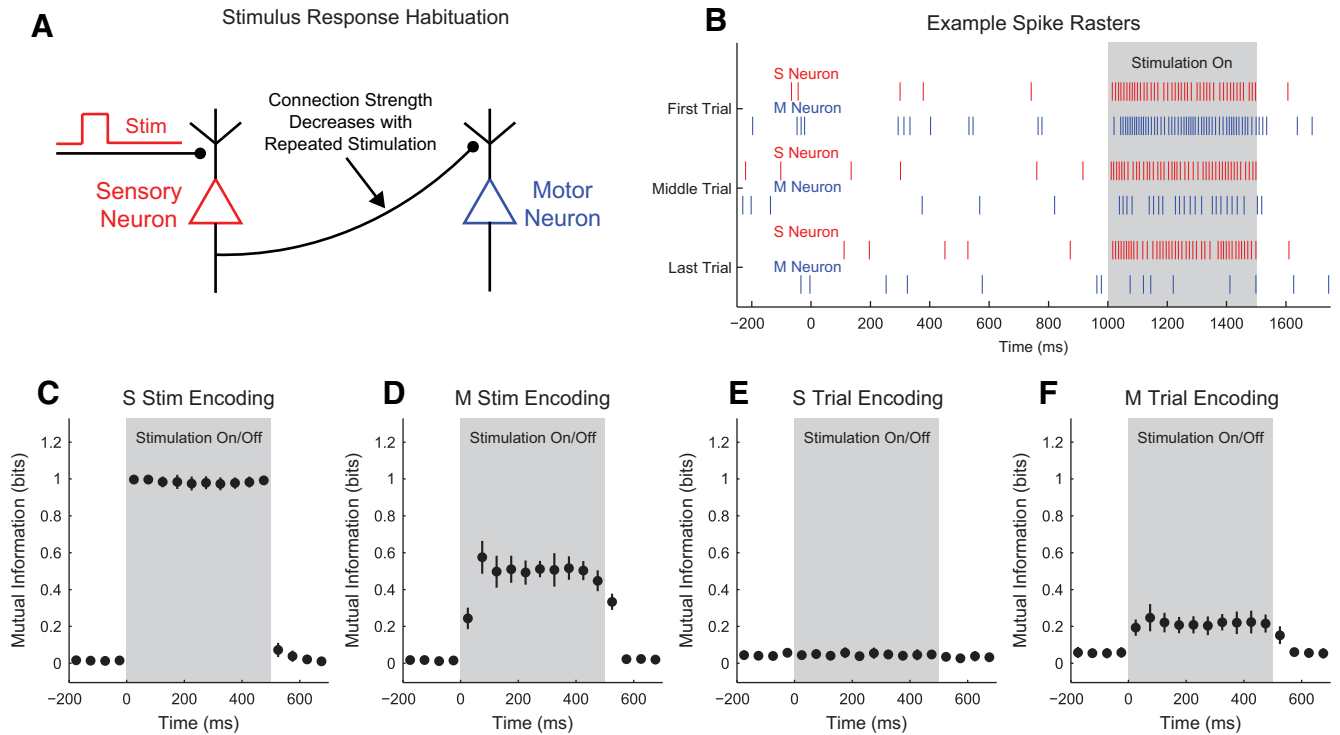 A
Stimulus Response Habituation
Stim
Connection Strength
Decreases with
Repeated Stimulation
Sensory
Neuron
Motor
Neuron
B
Example Spike Rasters
Stimulation On
S Neuron
First Trial
M Neuron
S Neuron
Middle Trial
M Neuron
S Neuron
Last Trial
M Neuron
−200 0 200 400 600 800 1000 1200 1400 1600
Time (ms)
C
S Stim Encoding
Stimulation On/Off
Mutual Information (bits)
1.2
1
0.8
0.6
0.4
0.2
0
−200 0 200 400 600
Time (ms)
D
M Stim Encoding
Stimulation On/Off
Mutual Information (bits)
1.2
1
0.8
0.6
0.4
0.2
0
−200 0 200 400 600
Time (ms)
E
S Trial Encoding
Stimulation On/Off
Mutual Information (bits)
1.2
1
0.8
0.6
0.4
0.2
0
−200 0 200 400 600
Time (ms)
F
M Trial Encoding
Stimulation On/Off
Mutual Information (bits)
1.2
1
0.8
0.6
0.4
0.2
0
−200 0 200 400 600
Time (ms)